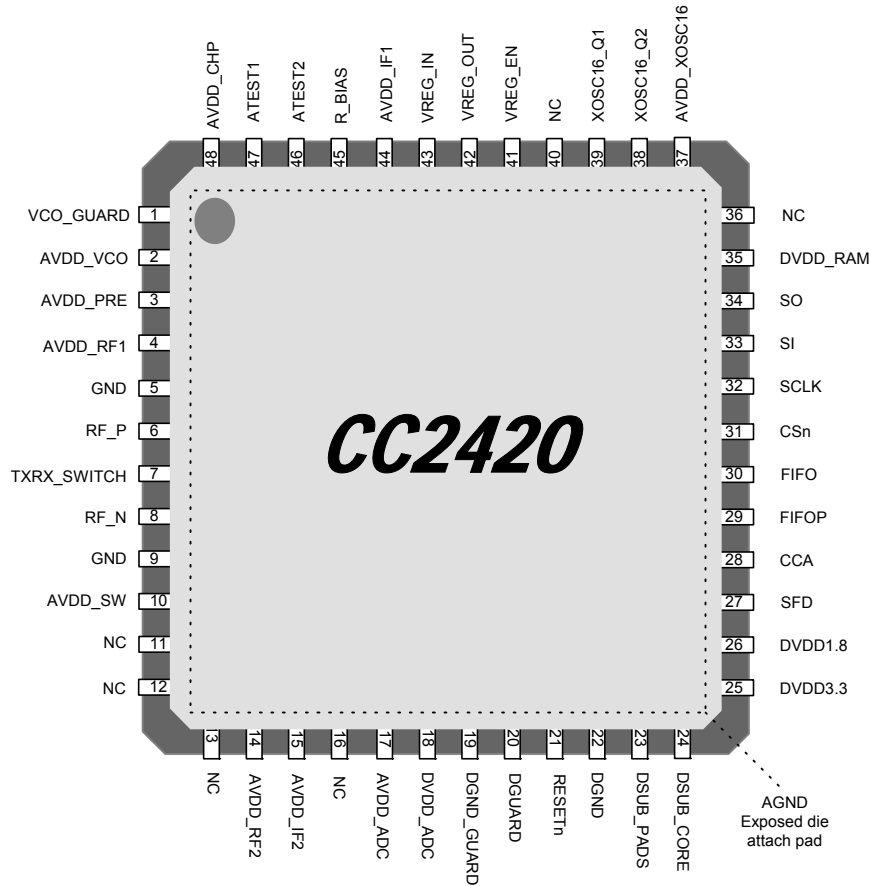 AVDD_CHP
ATEST1
ATEST2
R_BIAS
AVDD_IF1
VREG_IN
VREG_OUT
VREG_EN
NC
XOSC16_Q1
XOSC16_Q2
AVDD_XOSC16
48
47
46
45
44
43
42
41
40
39
38
37
VCO_GUARD 1
AVDD_VCO 2
AVDD_PRE 3
AVDD_RF1 4
GND 5
RF_P 6
TXRX_SWITCH 7
RF_N 8
GND 9
AVDD_SW 10
NC 11
NC 12
CC2420
36 NC
35 DVDD_RAM
34 SO
33 SI
32 SCLK
31 CSn
30 FIFO
29 FIFOP
28 CCA
27 SFD
26 DVDD1.8
25 DVDD3.3
13
14
15
16
17
18
19
20
21
22
23
24
NC
AVDD_RF2
AVDD_IF2
NC
AVDD_ADC
DVDD_ADC
DGND_GUARD
DGUARD
RESETn
DGND
DSUB_PADS
DSUB_CORE
AGND
Exposed die
attach pad